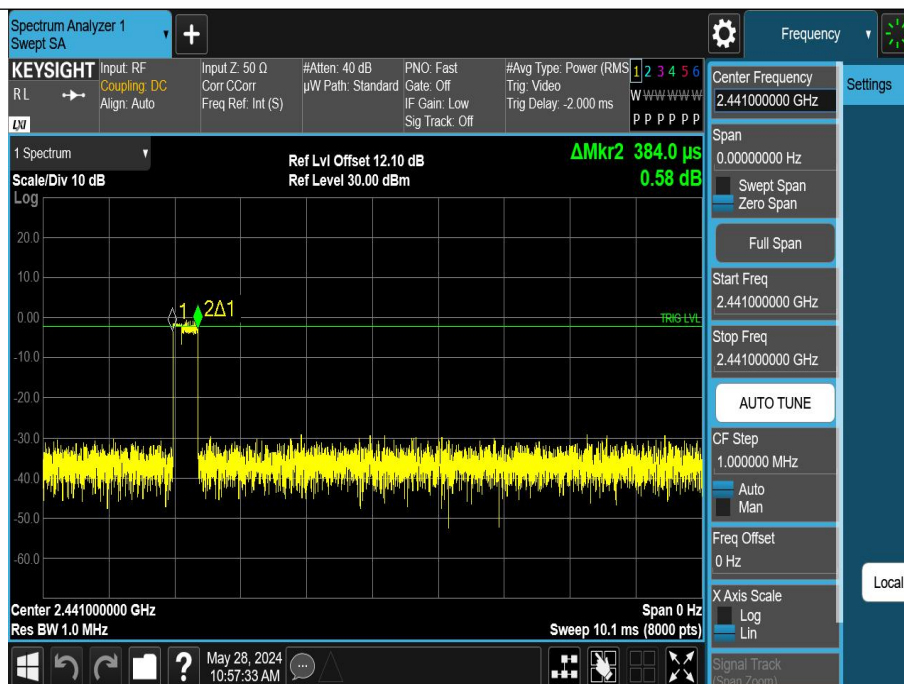 Spectrum Analyzer 1
Swept SA
Frequency
KEYSIGHT
RL
LXI
Input: RF
Coupling: DC
Align: Auto
Input Z: 50 Ω
Corr CCorr
Freq Ref: Int (S)
#Atten: 40 dB
µW Path: Standard
PNO: Fast
Gate: Off
IF Gain: Low
Sig Track: Off
#Avg Type: Power (RMS
Trig: Video
Trig Delay: -2.000 ms
1 2 3 4 5 6
W W W W W W
P P P P P P
1 Spectrum
Scale/Div 10 dB
Log
Ref Lvl Offset 12.10 dB
Ref Level 30.00 dBm
ΔMkr2 384.0 µs
0.58 dB
20.0
10.0
0.00
-10.0
-20.0
-30.0
-40.0
-50.0
-60.0
1
2Δ1
TRIG LVL
Center 2.441000000 GHz
Res BW 1.0 MHz
Span 0 Hz
Sweep 10.1 ms (8000 pts)
May 28, 2024
10:57:33 AM
?
Center Frequency
2.441000000 GHz
Span
0.00000000 Hz
Swept Span
Zero Span
Full Span
Start Freq
2.441000000 GHz
Stop Freq
2.441000000 GHz
AUTO TUNE
CF Step
1.000000 MHz
Auto
Man
Freq Offset
0 Hz
X Axis Scale
Log
Lin
Signal Track
(Span Zoom)
Settings
Local